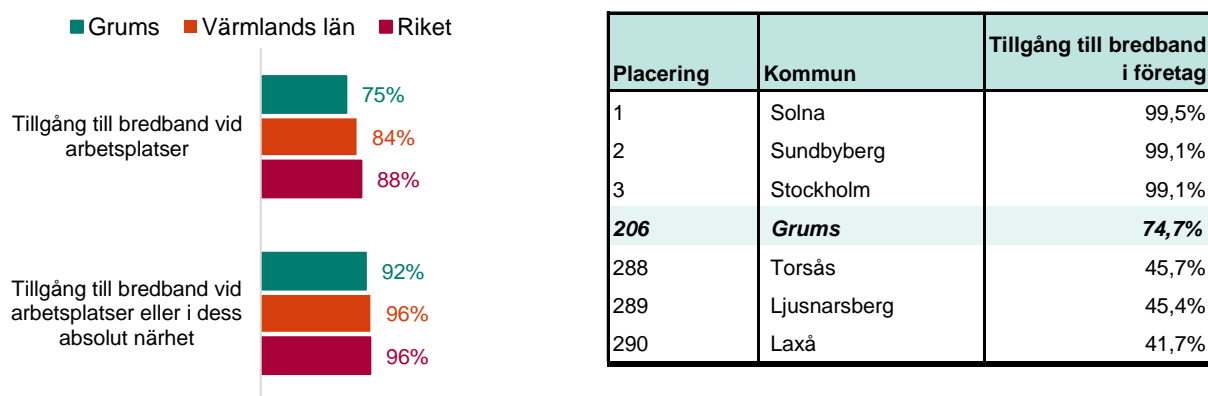 Grums Värmlands län Riket
Tillgång till bredband vid
arbetsplatser
75%
84%
88%
Tillgång till bredband vid
arbetsplatser eller i dess
absolut närhet
92%
96%
96%
Placering Kommun Tillgång till bredband
i företag
1 Solna 99,5%
2 Sundbyberg 99,1%
3 Stockholm 99,1%
206 Grums 74,7%
288 Torsås 45,7%
289 Ljusnarsberg 45,4%
290 Laxå 41,7%